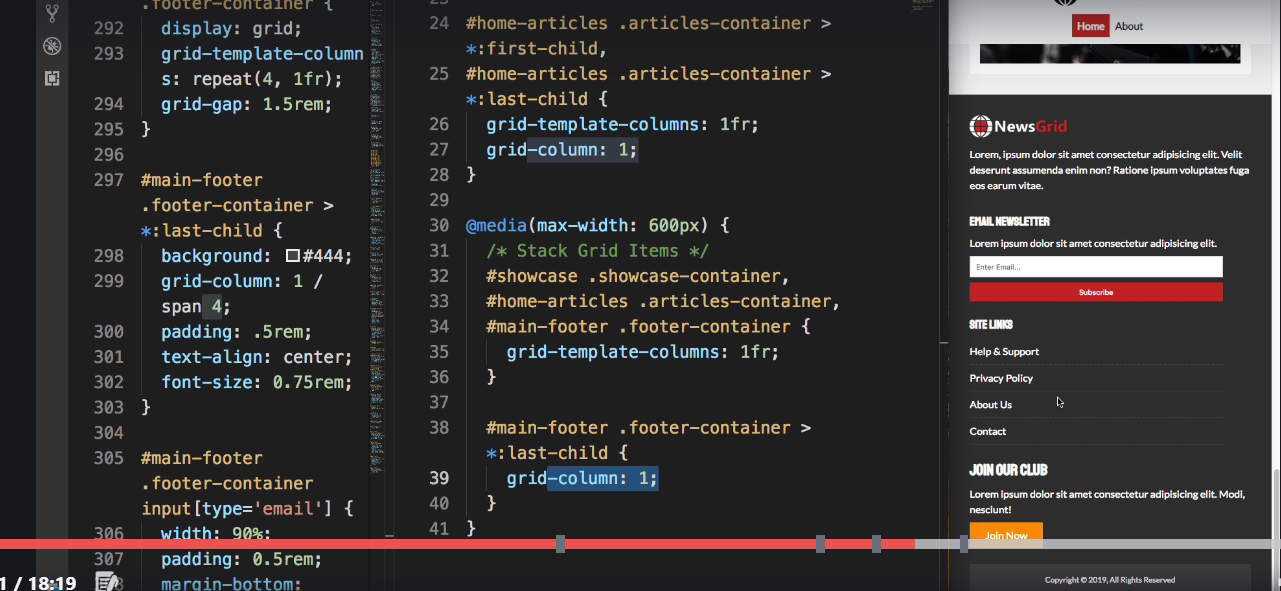 .footer-container {
292 display: grid;
293 grid-template-column
s: repeat(4, 1fr);
294 grid-gap: 1.5rem;
295 }
296
297 #main-footer
.footer-container >
*:last-child {
298 background: #444;
299 grid-column: 1 /
span 4;
300 padding: .5rem;
301 text-align: center;
302 font-size: 0.75rem;
303 }
304
305 #main-footer
.footer-container
input[type='email'] {
306 width: 90%;
307 padding: 0.5rem;
margin-bottom:
1 / 18:19
23
24 #home-articles .articles-container >
*:first-child,
25 #home-articles .articles-container >
*:last-child {
26 grid-template-columns: 1fr;
27 grid-column: 1;
28 }
29
30 @media(max-width: 600px) {
31 /* Stack Grid Items */
32 #showcase .showcase-container,
33 #home-articles .articles-container,
34 #main-footer .footer-container {
35 grid-template-columns: 1fr;
36 }
37
38 #main-footer .footer-container >
*:last-child {
39 grid-column: 1;
40 }
41 }
Home About
NewsGrid
Lorem, ipsum dolor sit amet consectetur adipisicing elit. Velit
deserunt assumenda enim non? Ratione ipsum voluptates fuga
eos earum vitae.
EMAIL NEWSLETTER
Lorem ipsum dolor sit amet consectetur adipisicing elit.
Enter Email...
Subscribe
SITE LINKS
Help & Support
Privacy Policy
About Us
Contact
JOIN OUR CLUB
Lorem ipsum dolor sit amet consectetur adipisicing elit. Modi,
nesciunt!
Join Now
Copyright © 2019, All Rights Reserved